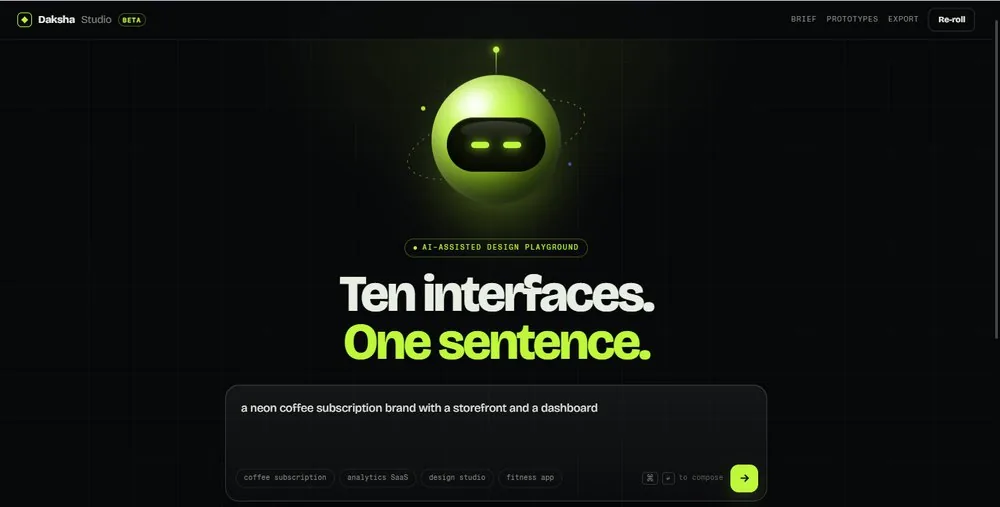 Daksha Studio BETA
BRIEF PROTOTYPES EXPORT Re-roll
AI-ASSISTED DESIGN PLAYGROUND
Ten interfaces.
One sentence.
a neon coffee subscription brand with a storefront and a dashboard
coffee subscription analytics SaaS design studio fitness app ⌘ ↵ to compose →